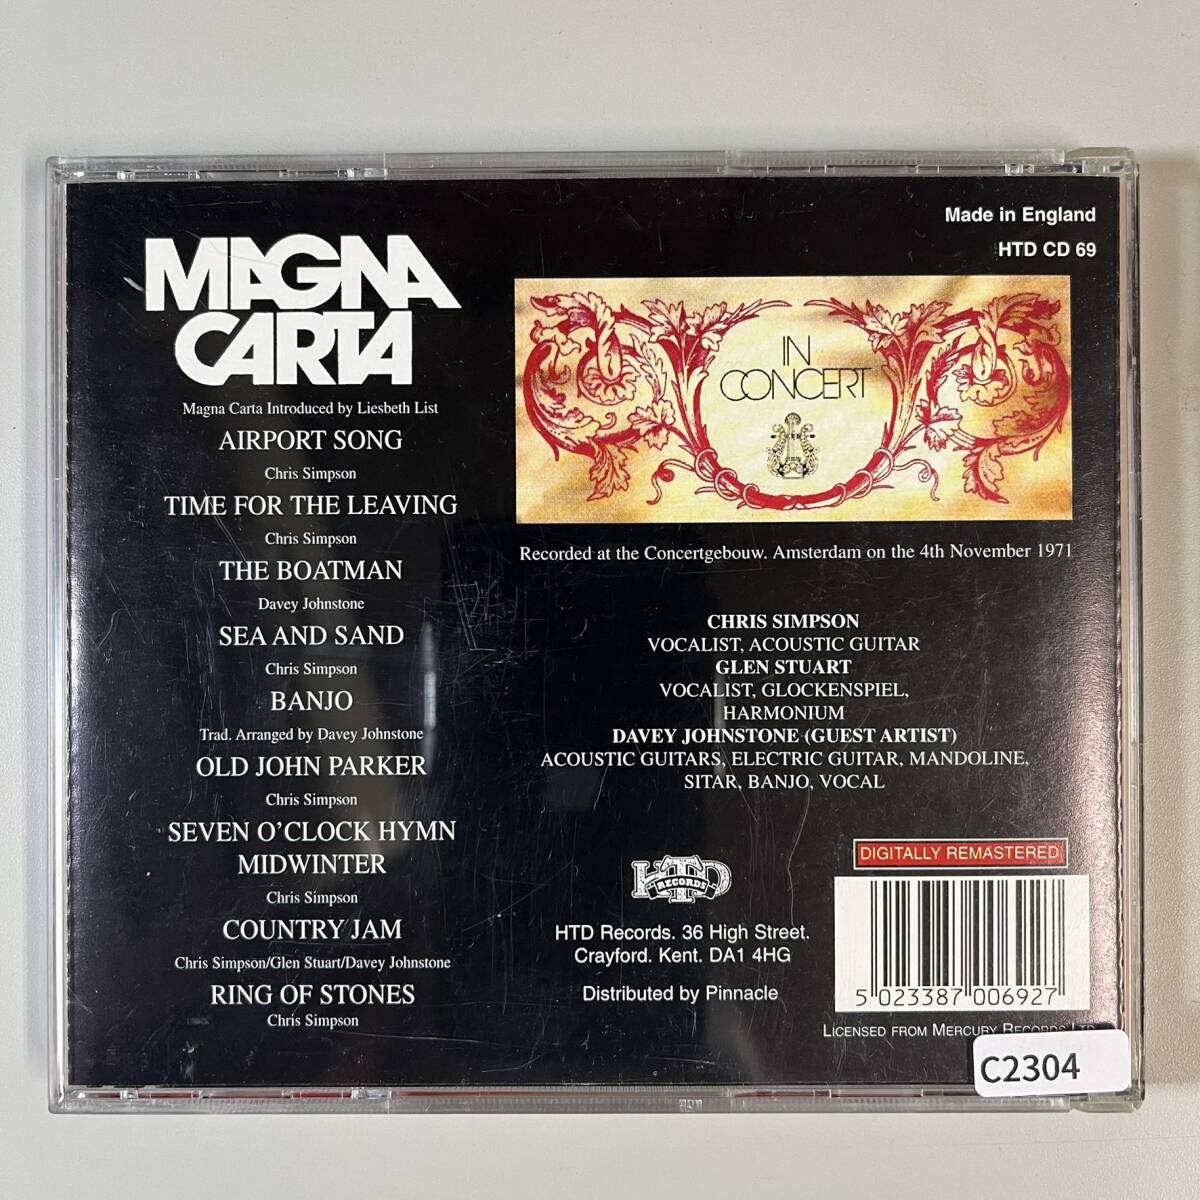 MAGNA
CARTA
Magna Carta Introduced by Liesbeth List
AIRPORT SONG
Chris Simpson
TIME FOR THE LEAVING
Chris Simpson
THE BOATMAN
Davey Johnstone
SEA AND SAND
Chris Simpson
BANJO
Trad. Arranged by Davey Johnstone
OLD JOHN PARKER
Chris Simpson
SEVEN O'CLOCK HYMN
MIDWINTER
Chris Simpson
COUNTRY JAM
Chris Simpson/Glen Stuart/Davey Johnstone
RING OF STONES
Chris Simpson
Made in England
HTD CD 69
IN
CONCERT
Recorded at the Concertgebouw. Amsterdam on the 4th November 1971
CHRIS SIMPSON
VOCALIST, ACOUSTIC GUITAR
GLEN STUART
VOCALIST, GLOCKENSPIEL,
HARMONIUM
DAVEY JOHNSTONE (GUEST ARTIST)
ACOUSTIC GUITARS, ELECTRIC GUITAR, MANDOLINE,
SITAR, BANJO, VOCAL
HTD
RECORDS
HTD Records. 36 High Street.
Crayford. Kent. DA1 4HG
Distributed by Pinnacle
DIGITALLY REMASTERED
5 023387 006927
LICENSED FROM MERCURY RECORDS LTD
C2304